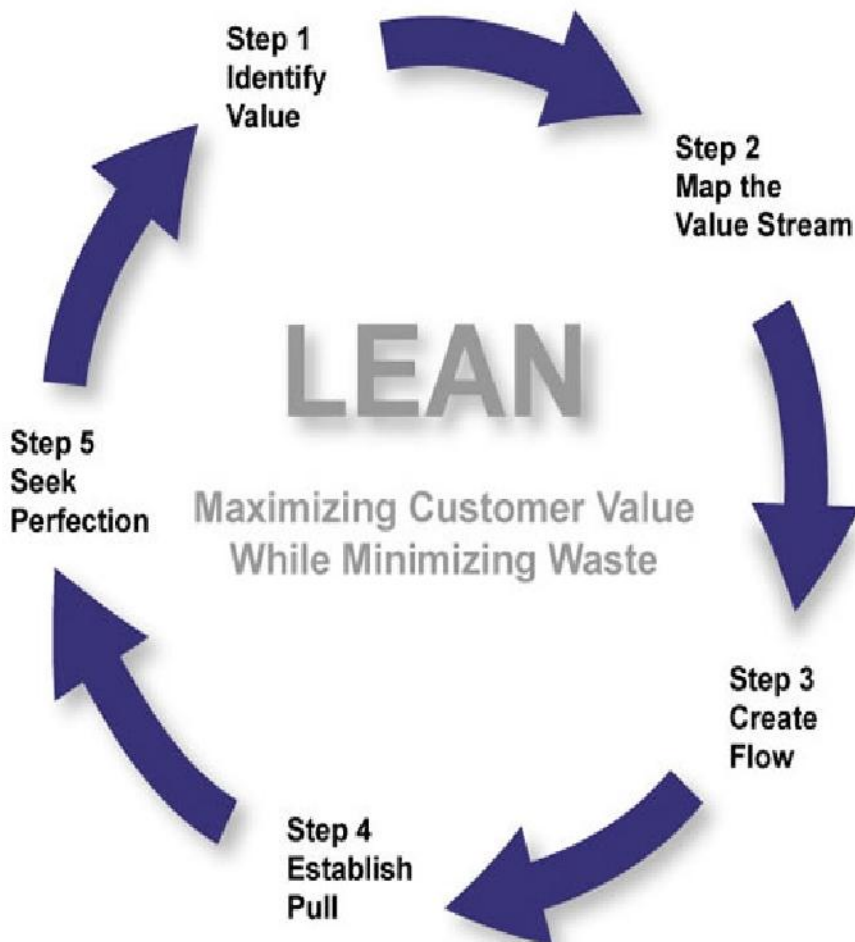 Step 1
Identify
Value
Step 2
Map the
Value Stream
LEAN
Maximizing Customer Value
While Minimizing Waste
Step 3
Create
Flow
Step 4
Establish
Pull
Step 5
Seek
Perfection